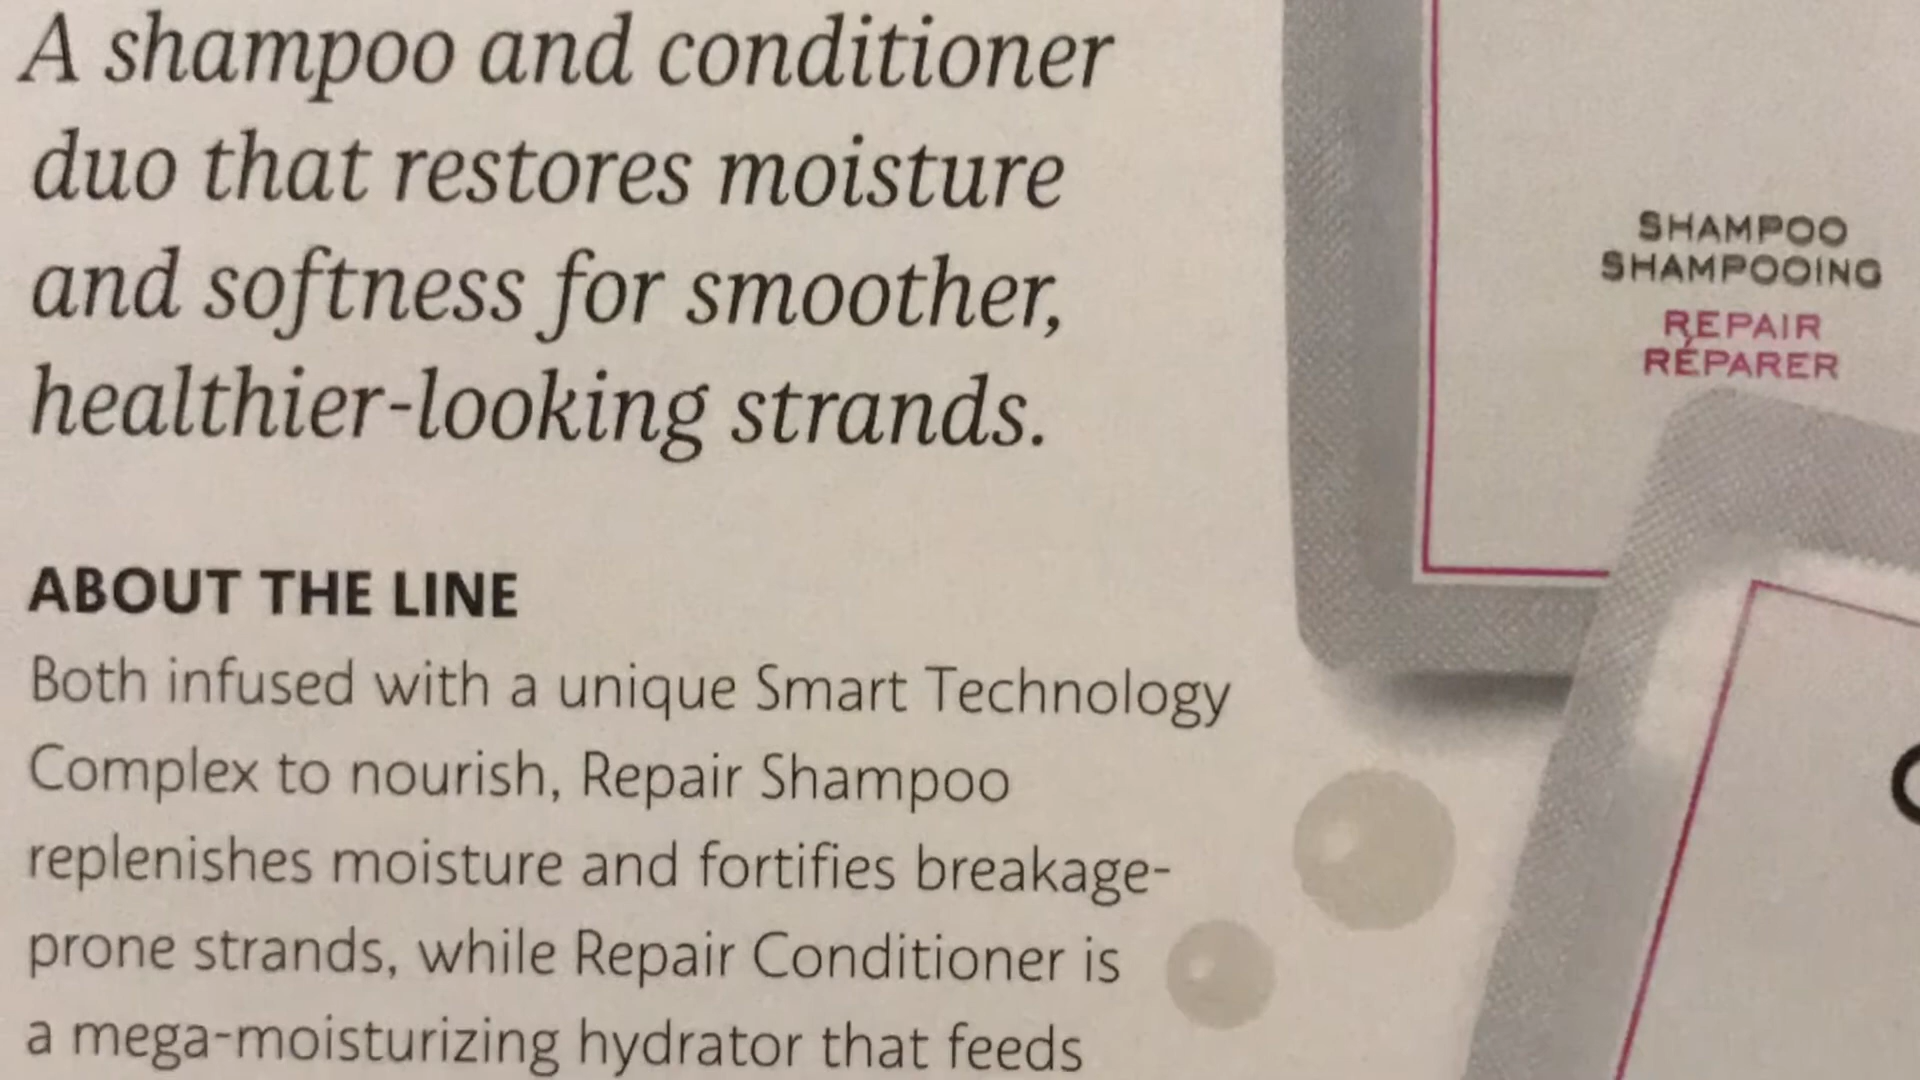 A shampoo and conditioner
duo that restores moisture
and softness for smoother,
healthier-looking strands.
ABOUT THE LINE
Both infused with a unique Smart Technology
Complex to nourish, Repair Shampoo
replenishes moisture and fortifies breakage-
prone strands, while Repair Conditioner is
a mega-moisturizing hydrator that feeds
SHAMPOO
SHAMPOOING
REPAIR
RÉPARER